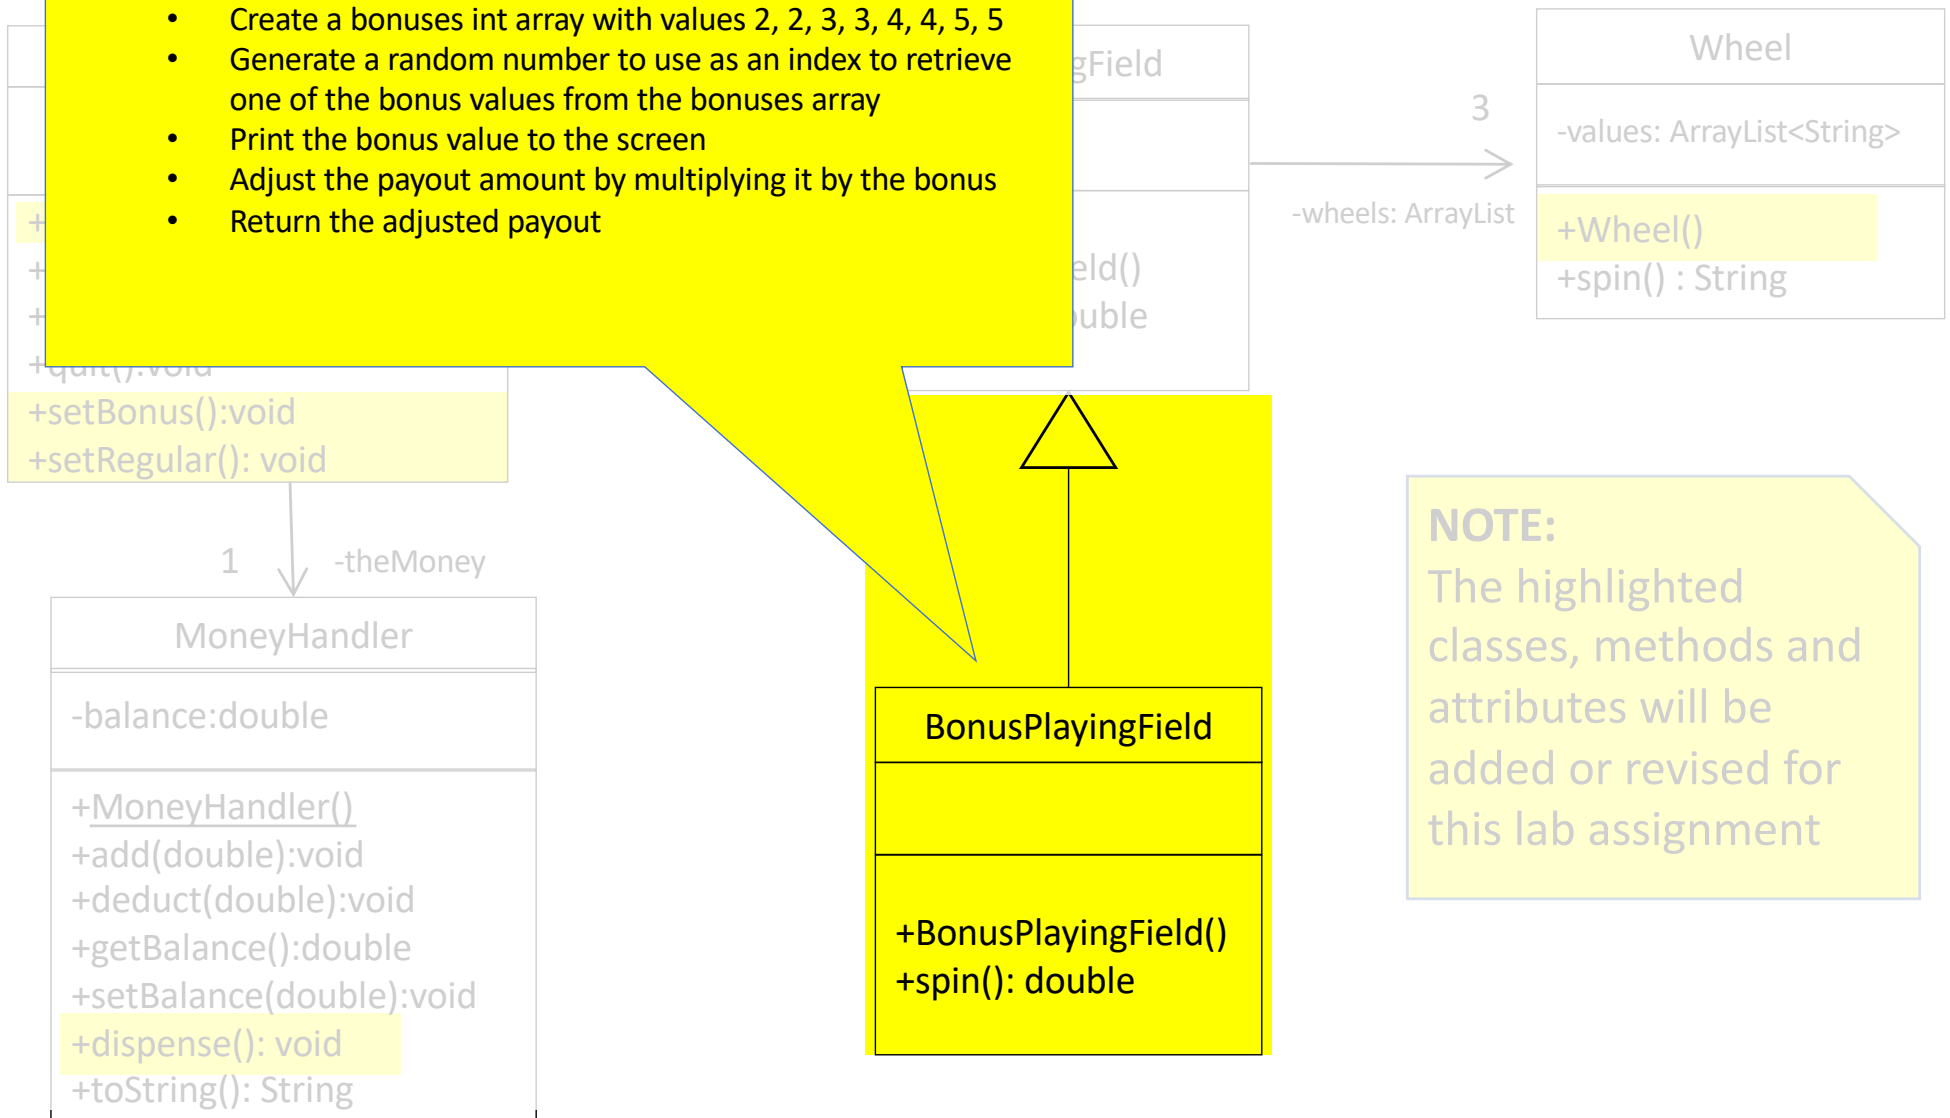 • Create a bonuses int array with values 2, 2, 3, 3, 4, 4, 5, 5
• Generate a random number to use as an index to retrieve
one of the bonus values from the bonuses array
• Print the bonus value to the screen
• Adjust the payout amount by multiplying it by the bonus
• Return the adjusted payout
gField
eld()
uble
3
-wheels: ArrayList
Wheel
-values: ArrayList<String>
+Wheel()
+spin() : String
+
+
+
+quit():void
+setBonus():void
+setRegular(): void
1
-theMoney
MoneyHandler
-balance:double
+MoneyHandler()
+add(double):void
+deduct(double):void
+getBalance():double
+setBalance(double):void
+dispense(): void
+toString(): String
BonusPlayingField
+BonusPlayingField()
+spin(): double
NOTE:
The highlighted
classes, methods and
attributes will be
added or revised for
this lab assignment